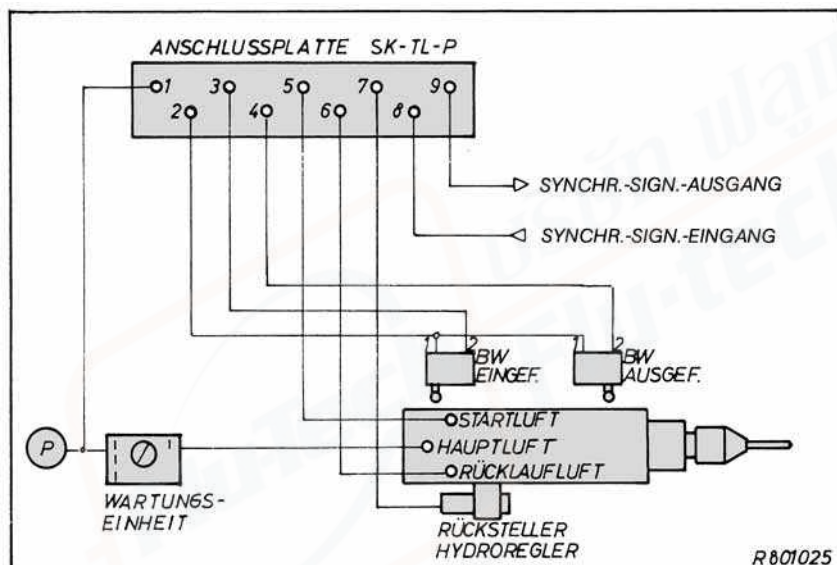 ANSCHLUSSPLATTE SK-TL-P
1 3 5 7 9
2 4 6 8
SYNCHR.-SIGN.-AUSGANG
SYNCHR.-SIGN.-EINGANG
1 2 BW EINGEF.
1 2 BW AUSGEF.
STARTLUFT
P
HAUPTLUFT
RÜCKLAUFLUFT
WARTUNGS-
EINHEIT
RÜCKSTELLER
HYDROREGLER
R801025